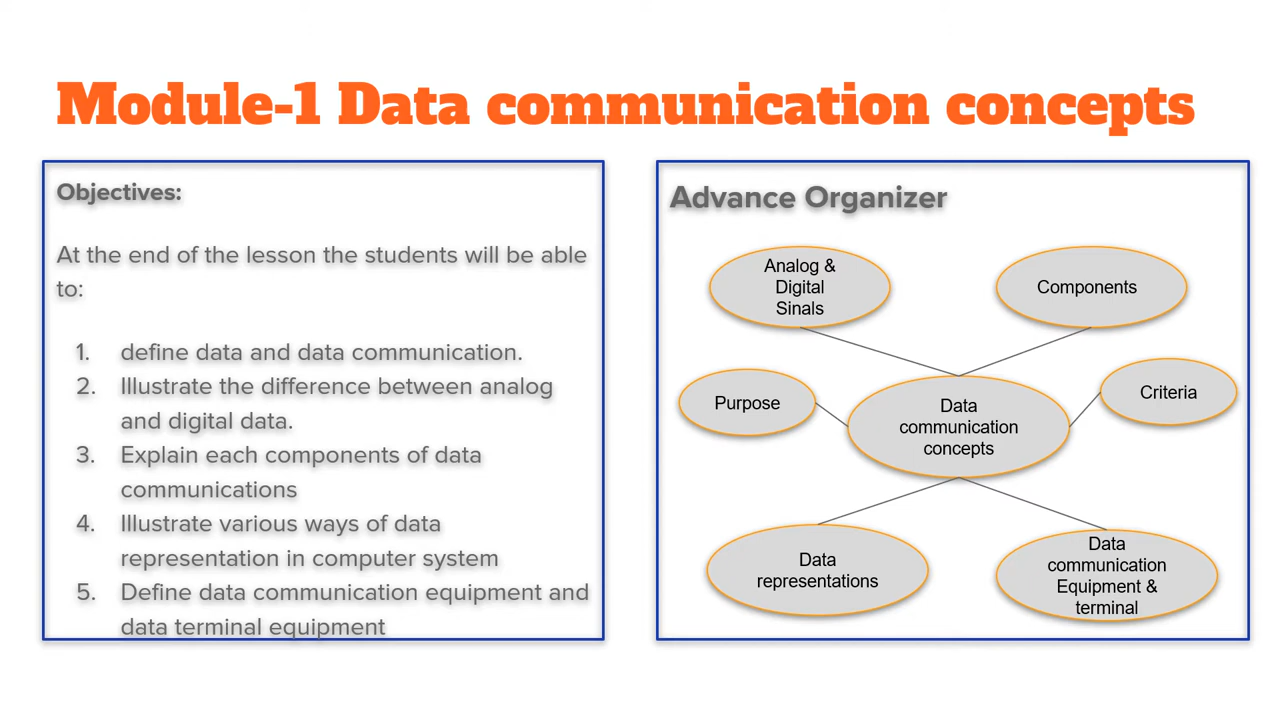 Module-1 Data communication concepts
Objectives:
At the end of the lesson the students will be able
to:
1. define data and data communication.
2. Illustrate the difference between analog
and digital data.
3. Explain each components of data
communications
4. Illustrate various ways of data
representation in computer system
5. Define data communication equipment and
data terminal equipment
Advance Organizer
Analog &
Digital
Sinals
Components
Purpose
Data
communication
concepts
Criteria
Data
representations
Data
communication
Equipment &
terminal